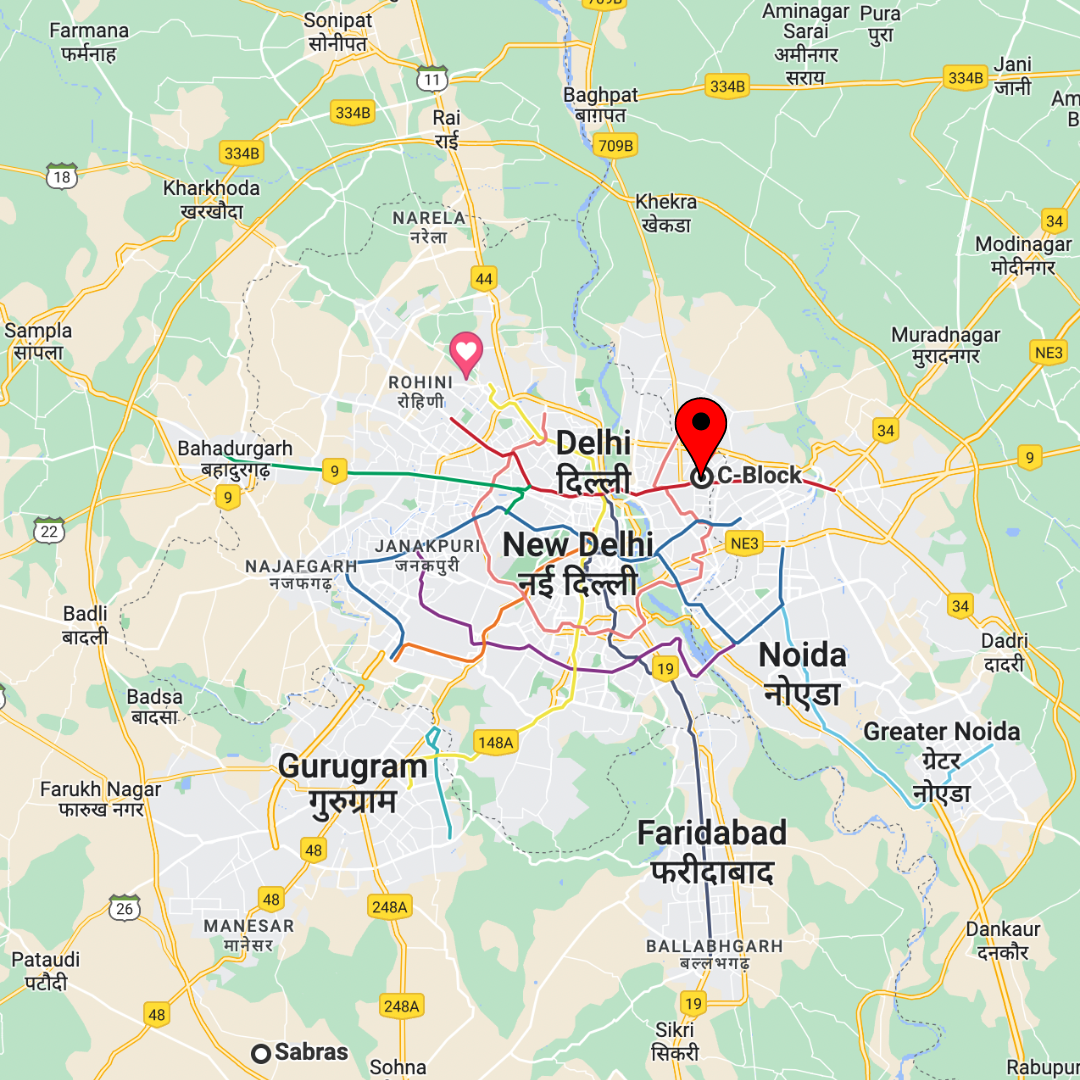 709B
Aminagar
Sarai
अमीनगर
सराय
Pura
पुरा
Sonipat
सोनीपत
Farmana
फर्मनाह
11
334B
334B
Jani
जानी
Baghpat
बाग़पत
334B
Rai
राई
Am
B
709B
334B
18
Kharkhoda
खरखौदा
Khekra
खेकडा
NARELA
नरेला
34
Modinagar
मोदीनगर
44
Sampla
सांपला
Muradnagar
मुरादनगर
NE3
ROHINI
रोहिणी
34
Delhi
दिल्ली
Bahadurgarh
बहादुरगढ़
9
9
9
C-Block
22
New Delhi
नई दिल्ली
NE3
JANAKPURI
जनकपुरी
NAJAFGARH
नजफगढ़
34
Badli
बादली
Dadri
दादरी
Noida
नोएडा
19
Badsa
बादसा
148A
Greater Noida
ग्रेटर
नोएडा
Gurugram
गुरुग्राम
Farukh Nagar
फारुख नगर
Faridabad
फरीदाबाद
48
48
248A
26
MANESAR
मानेसर
Dankaur
दनकौर
BALLABHGARH
बल्लभगढ़
Pataudi
पटौदी
48
248A
19
Sikri
सिकरी
Sabras
Sohna
Rabupur